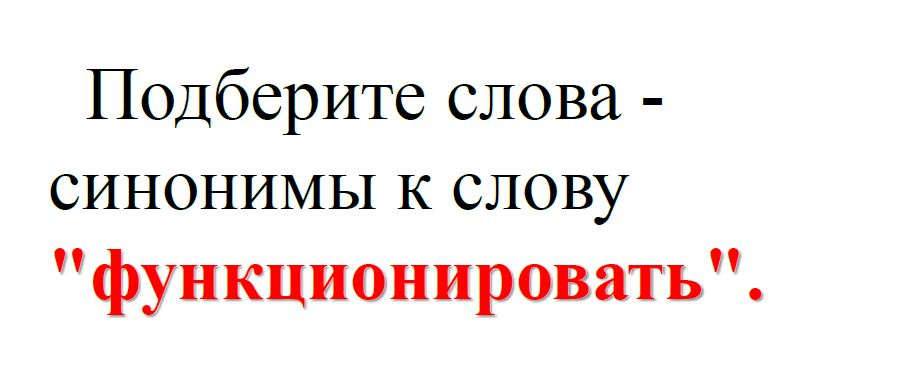 Подберите слова -
синонимы к слову
"функционировать".